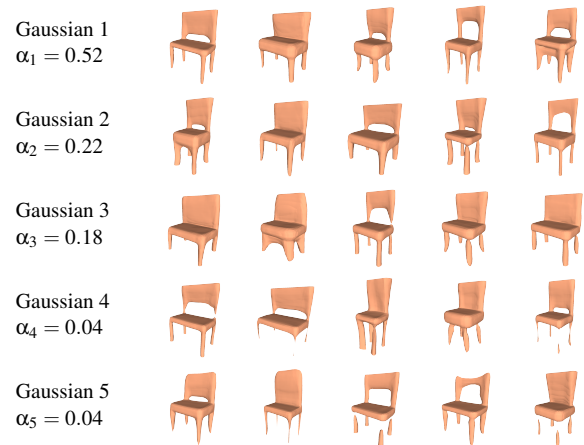 Gaussian 1
α₁ = 0.52
Gaussian 2
α₂ = 0.22
Gaussian 3
α₃ = 0.18
Gaussian 4
α₄ = 0.04
Gaussian 5
α₅ = 0.04